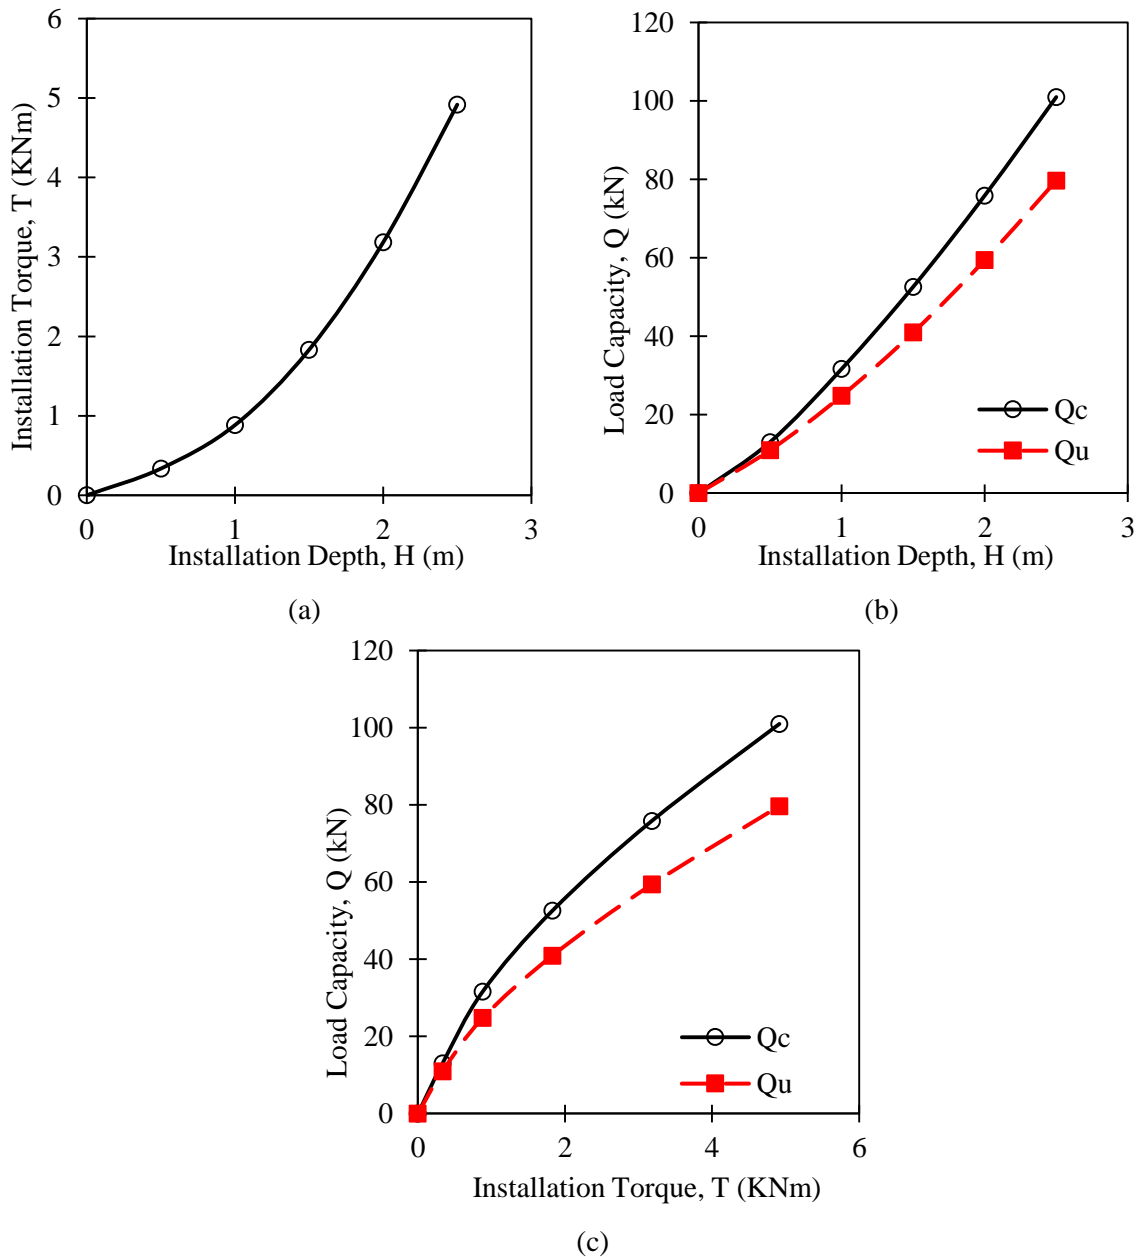 6
5
4
3
2
1
0
Installation Torque, T (KNm)
0 1 2 3
Installation Depth, H (m)
(a)
120
100
80
60
40
20
0
Load Capacity, Q (kN)
Qc
Qu
0 1 2 3
Installation Depth, H (m)
(b)
120
100
80
60
40
20
0
Load Capacity, Q (kN)
Qc
Qu
0 2 4 6
Installation Torque, T (KNm)
(c)